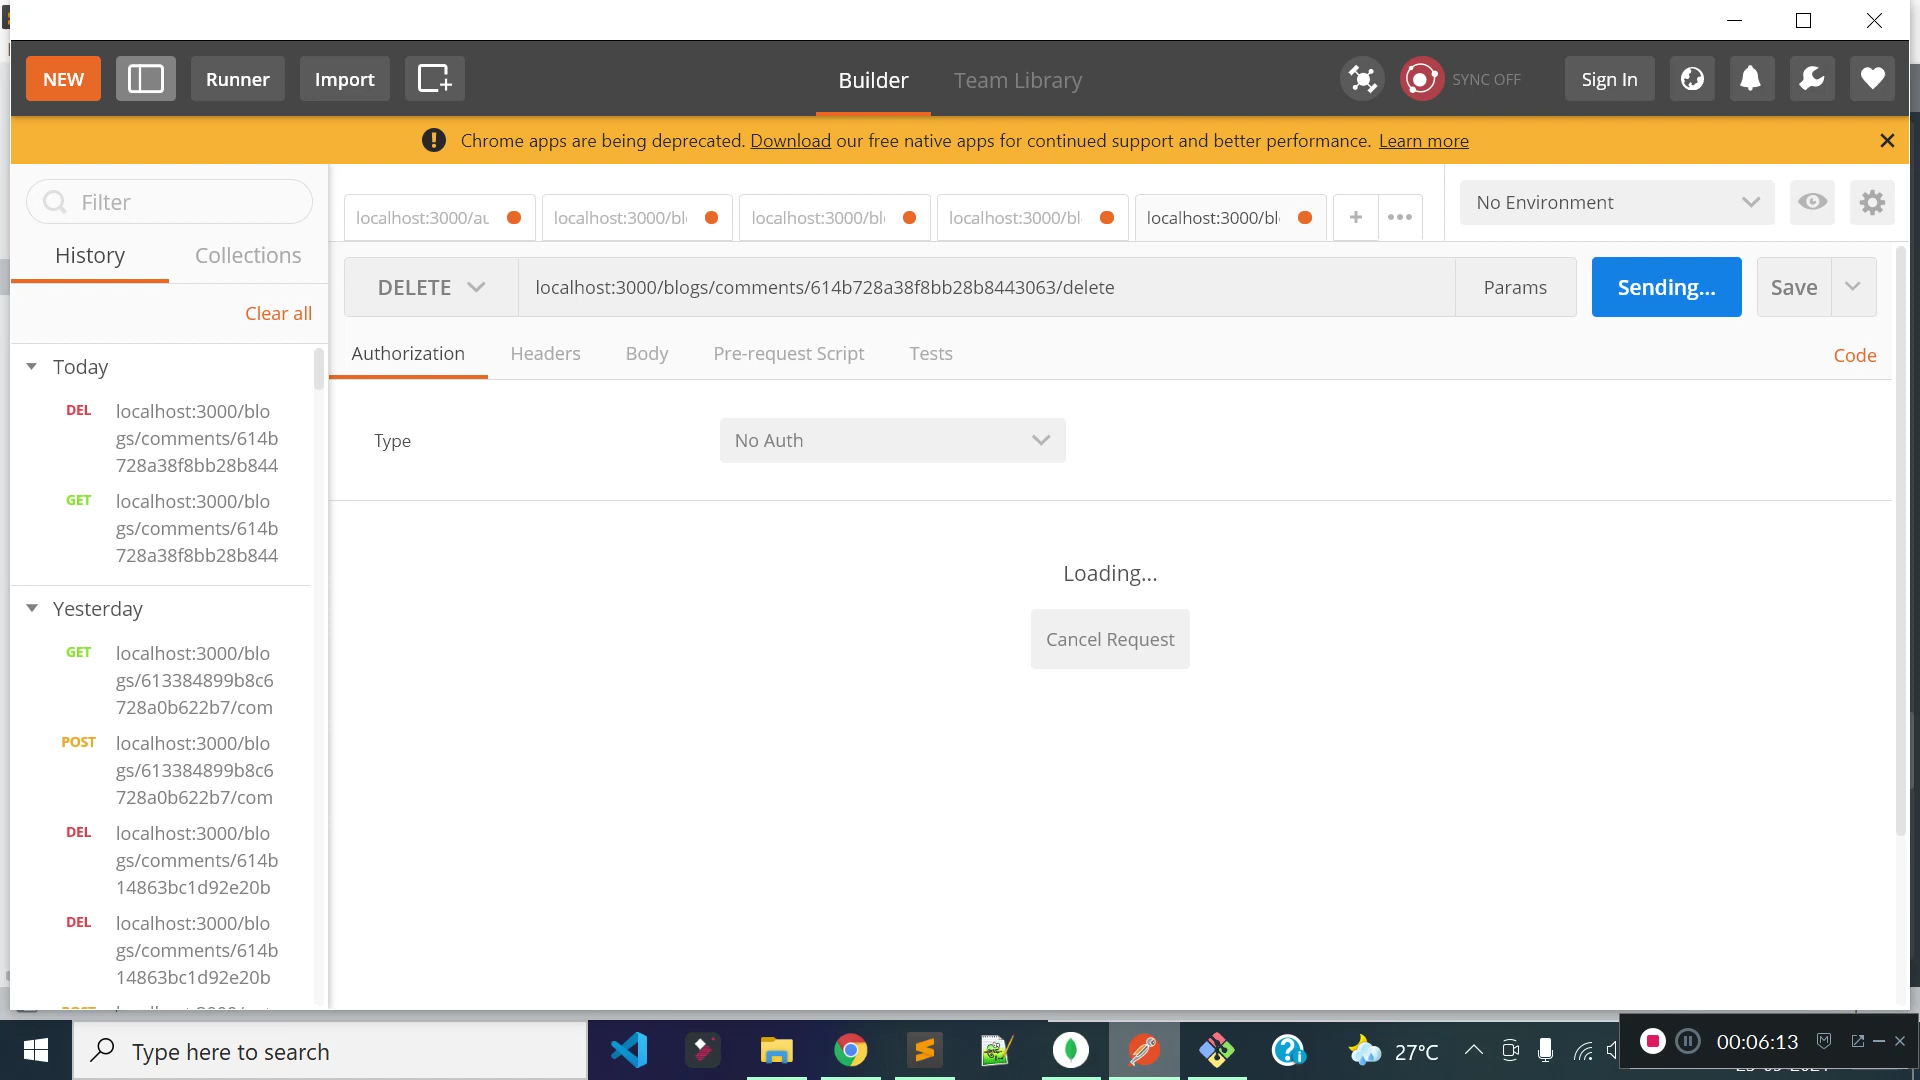 NEW
Runner
Import
Builder
Team Library
SYNC OFF
Sign In
Chrome apps are being deprecated. Download our free native apps for continued support and better performance. Learn more
Filter
History
Collections
Clear all
Today
DEL
localhost:3000/blo
gs/comments/614b
728a38f8bb28b844
GET
localhost:3000/blo
gs/comments/614b
728a38f8bb28b844
Yesterday
GET
localhost:3000/blo
gs/613384899b8c6
728a0b622b7/com
POST
localhost:3000/blo
gs/613384899b8c6
728a0b622b7/com
DEL
localhost:3000/blo
gs/comments/614b
14863bc1d92e20b
DEL
localhost:3000/blo
gs/comments/614b
14863bc1d92e20b
localhost:3000/au
localhost:3000/bl
localhost:3000/bl
localhost:3000/bl
localhost:3000/bl
No Environment
DELETE
localhost:3000/blogs/comments/614b728a38f8bb28b8443063/delete
Params
Sending...
Save
Authorization
Headers
Body
Pre-request Script
Tests
Code
Type
No Auth
Loading...
Cancel Request
Type here to search
27°C
00:06:13